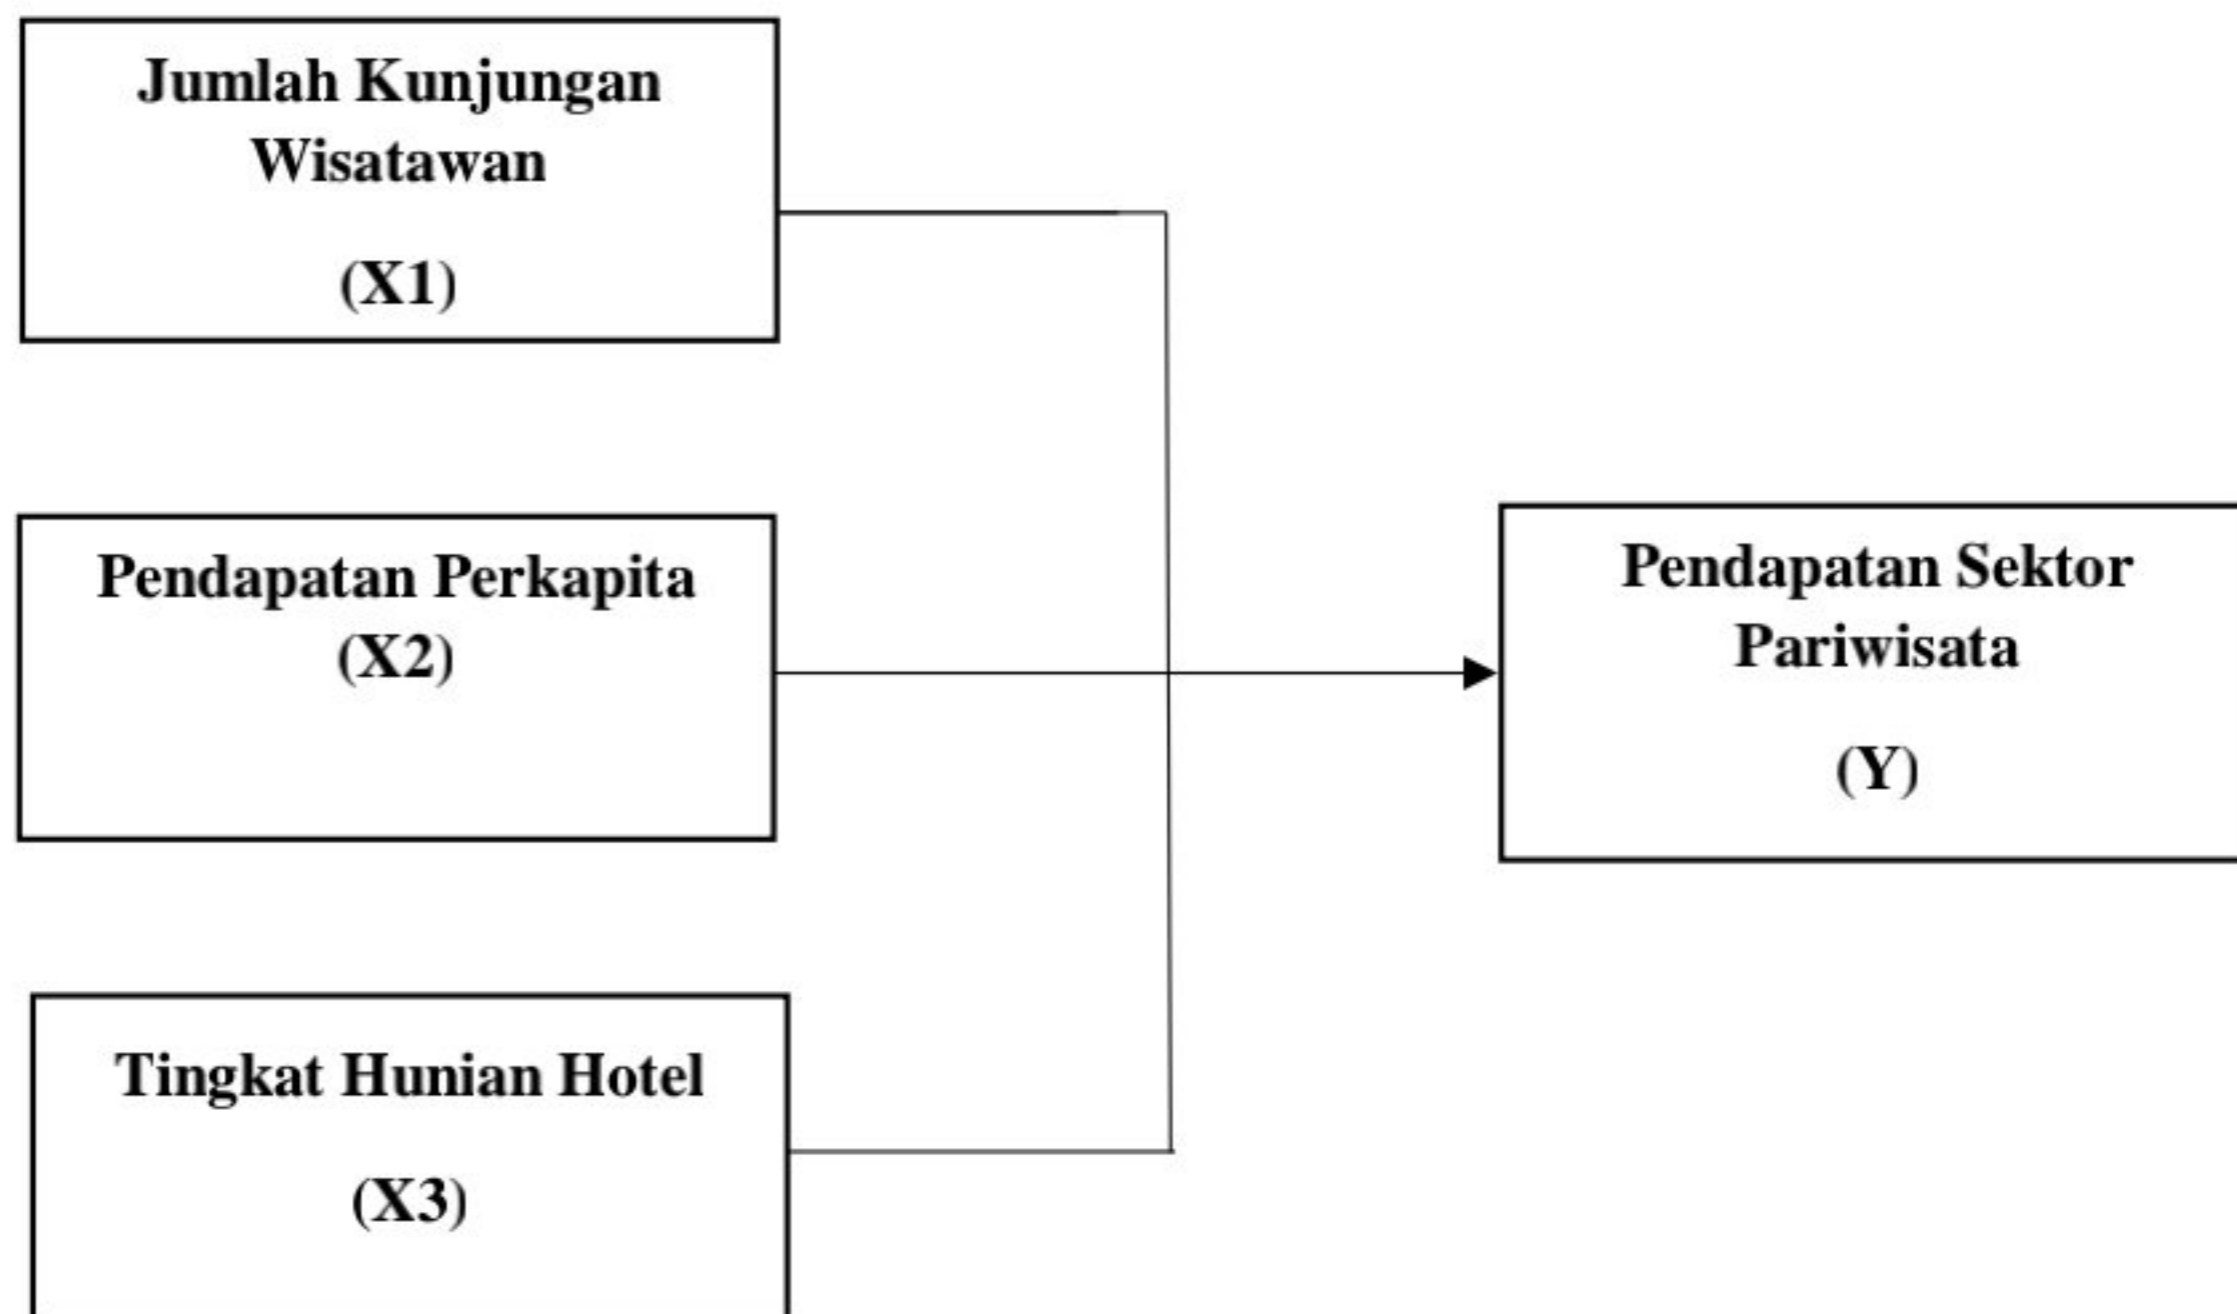 Jumlah Kunjungan
Wisatawan
(X1)
Pendapatan Perkapita
(X2)
Tingkat Hunian Hotel
(X3)
Pendapatan Sektor
Pariwisata
(Y)